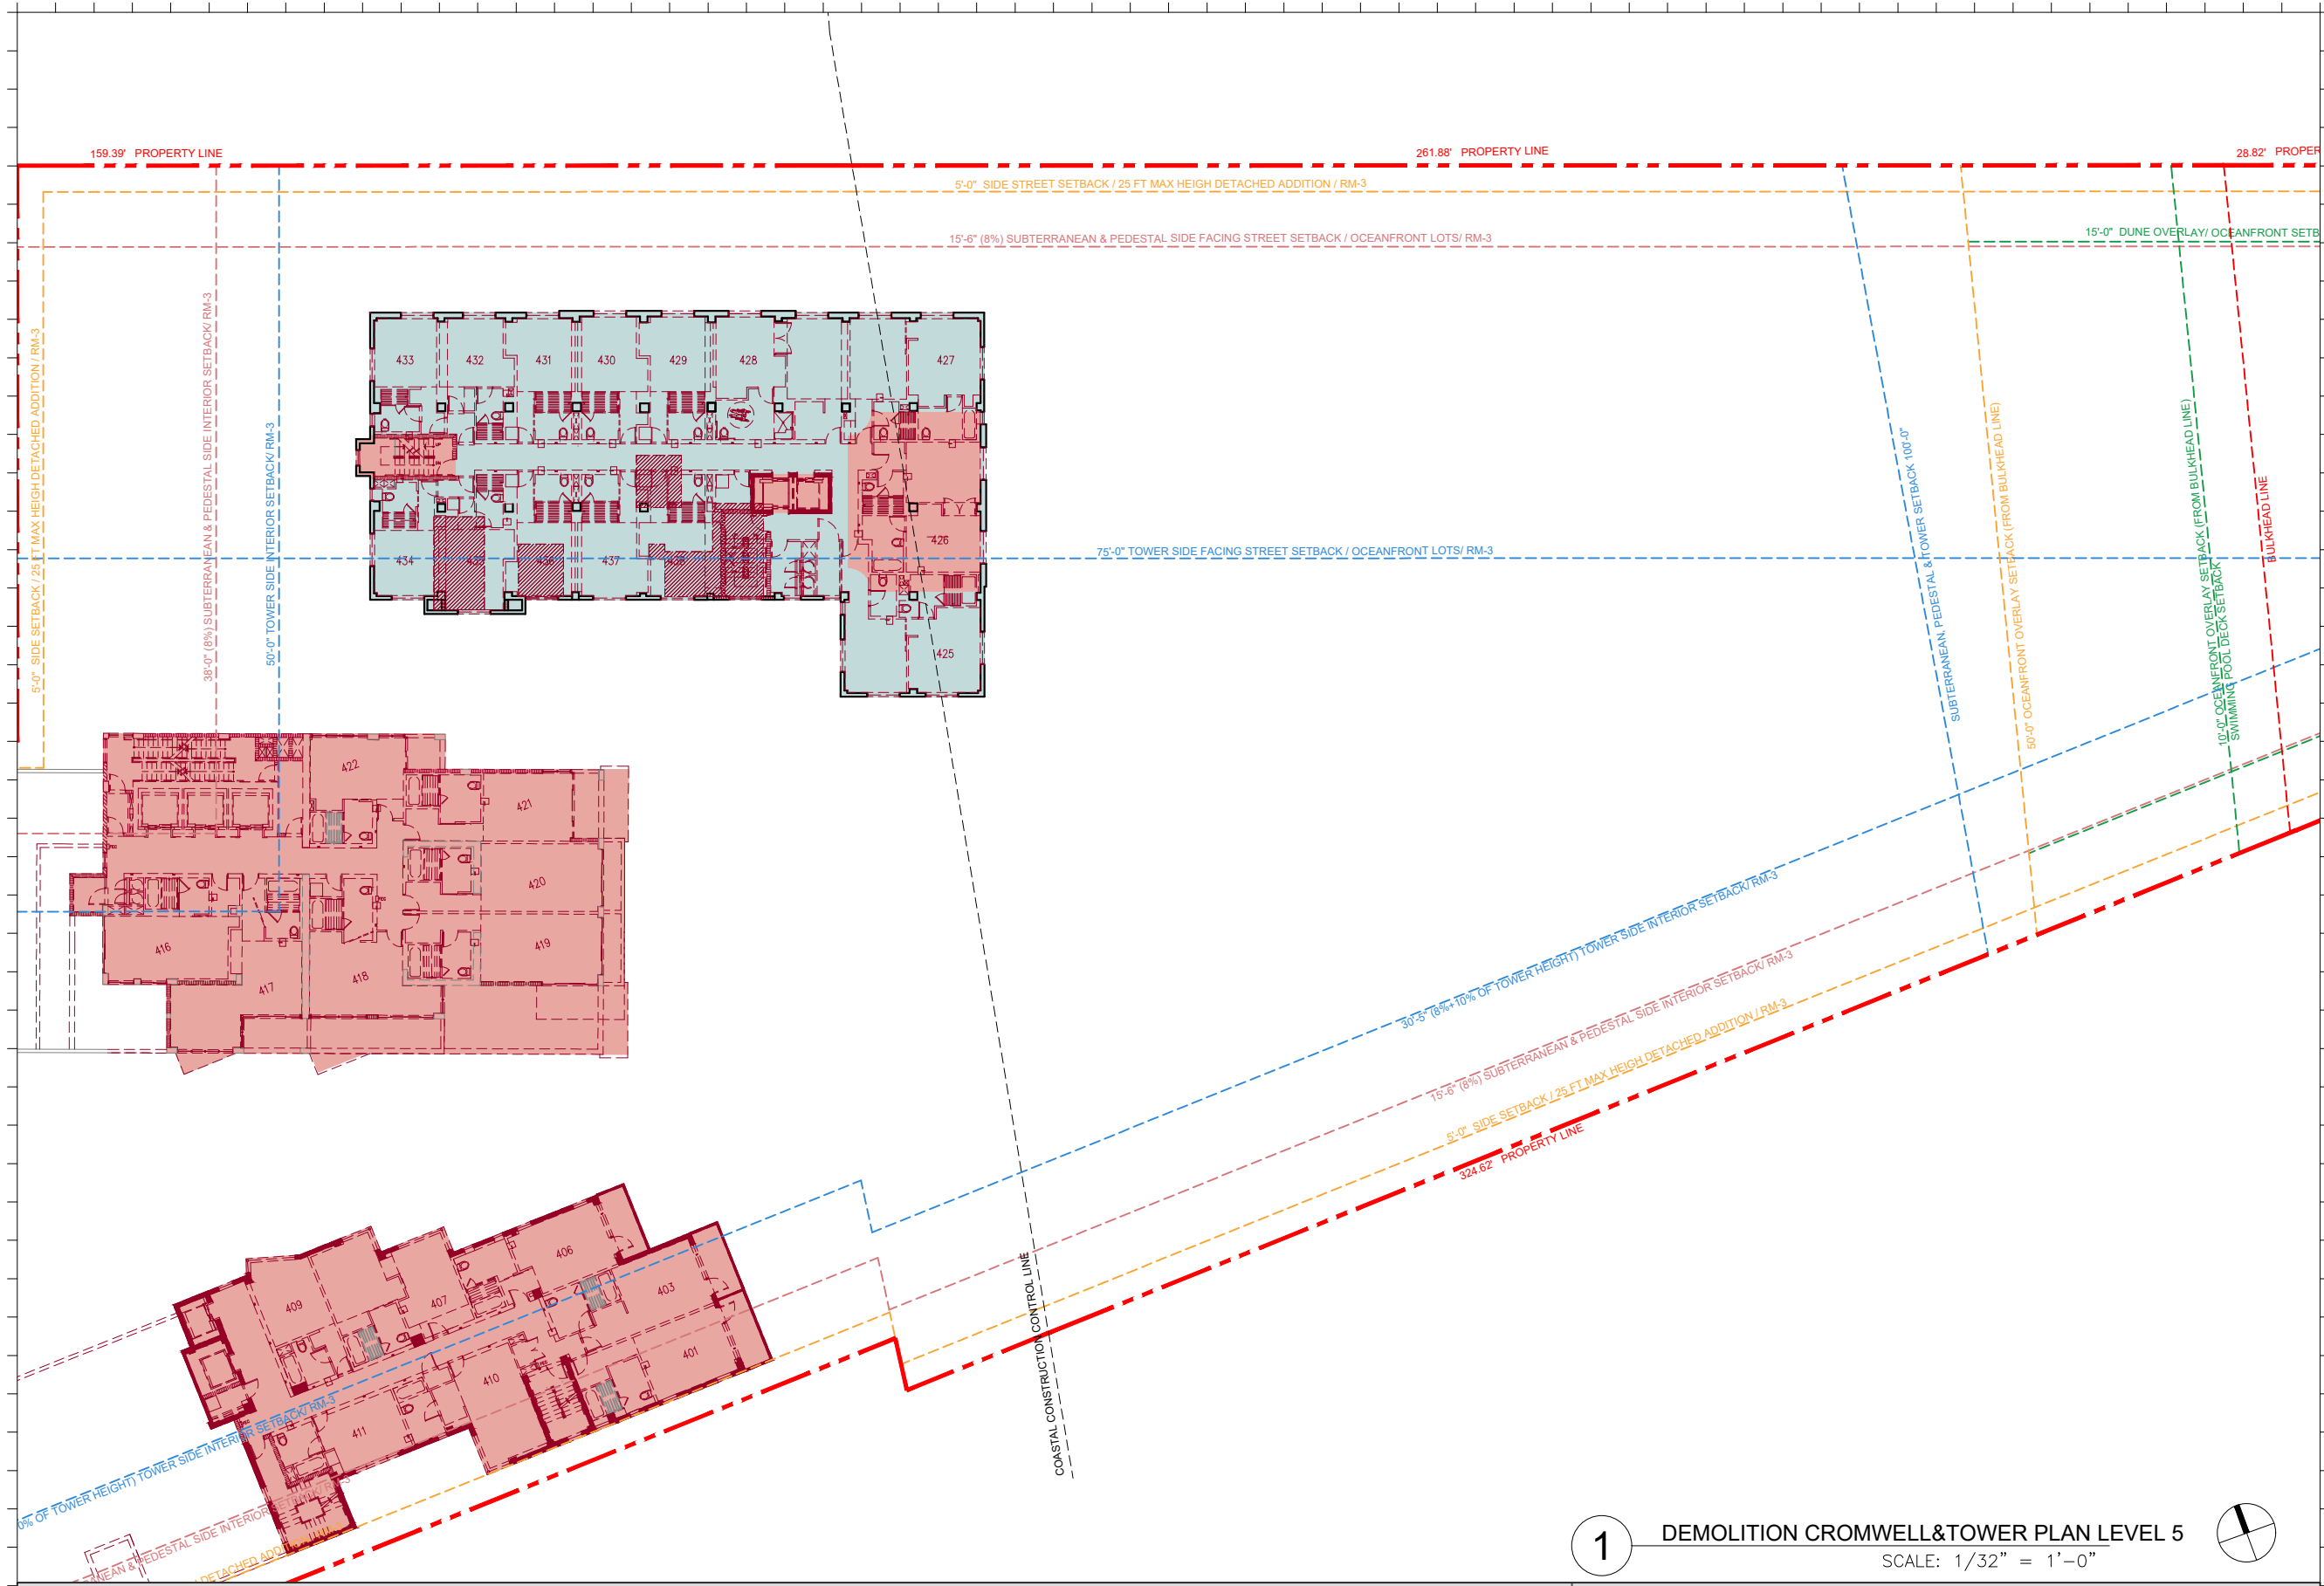 159.39' PROPERTY LINE
261.88' PROPERTY LINE
28.82' PROPER
5'-0" SIDE STREET SETBACK / 25 FT MAX HEIGH DETACHED ADDITION / RM-3
15'-6" (8%) SUBTERRANEAN & PEDESTAL SIDE FACING STREET SETBACK / OCEANFRONT LOTS/ RM-3
15'-0" DUNE OVERLAY/ OCEANFRONT SETB
5'-0" SIDE SETBACK / 25 FT MAX HEIGH DETACHED ADDITION / RM-3
38'-0" (8%) SUBTERRANEAN & PEDESTAL SIDE INTERIOR SETBACK/ RM-3
50'-0" TOWER SIDE INTERIOR SETBACK/ RM-3
433
432
431
430
429
428
427
434
435
436
437
438
426
425
75'-0" TOWER SIDE FACING STREET SETBACK / OCEANFRONT LOTS/ RM-3
SUBTERRANEAN, PEDESTAL & TOWER SETBACK 100'-0"
50'-0" OCEANFRONT OVERLAY SETBACK (FROM BULKHEAD LINE)
10'-0" OCEANFRONT OVERLAY SETBACK (FROM BULKHEAD LINE)
SWIMMING POOL DECK SETBACK
BULKHEAD LINE
422
421
420
419
416
417
418
30'-5" (8%+10% OF TOWER HEIGHT) TOWER SIDE INTERIOR SETBACK/ RM-3
15'-6" (8%) SUBTERRANEAN & PEDESTAL SIDE INTERIOR SETBACK/ RM-3
5'-0" SIDE SETBACK / 25 FT MAX HEIGH DETACHED ADDITION / RM-3
324.62' PROPERTY LINE
COASTAL CONSTRUCTION CONTROL LINE
406
403
409
407
401
410
411
0% OF TOWER HEIGHT) TOWER SIDE INTERIOR SETBACK/ RM-3
ANEAN & PEDESTAL SIDE INTERIOR SETBACK/
DETACHED ADD
1
DEMOLITION CROMWELL&TOWER PLAN LEVEL 5
SCALE: 1/32" = 1'-0"